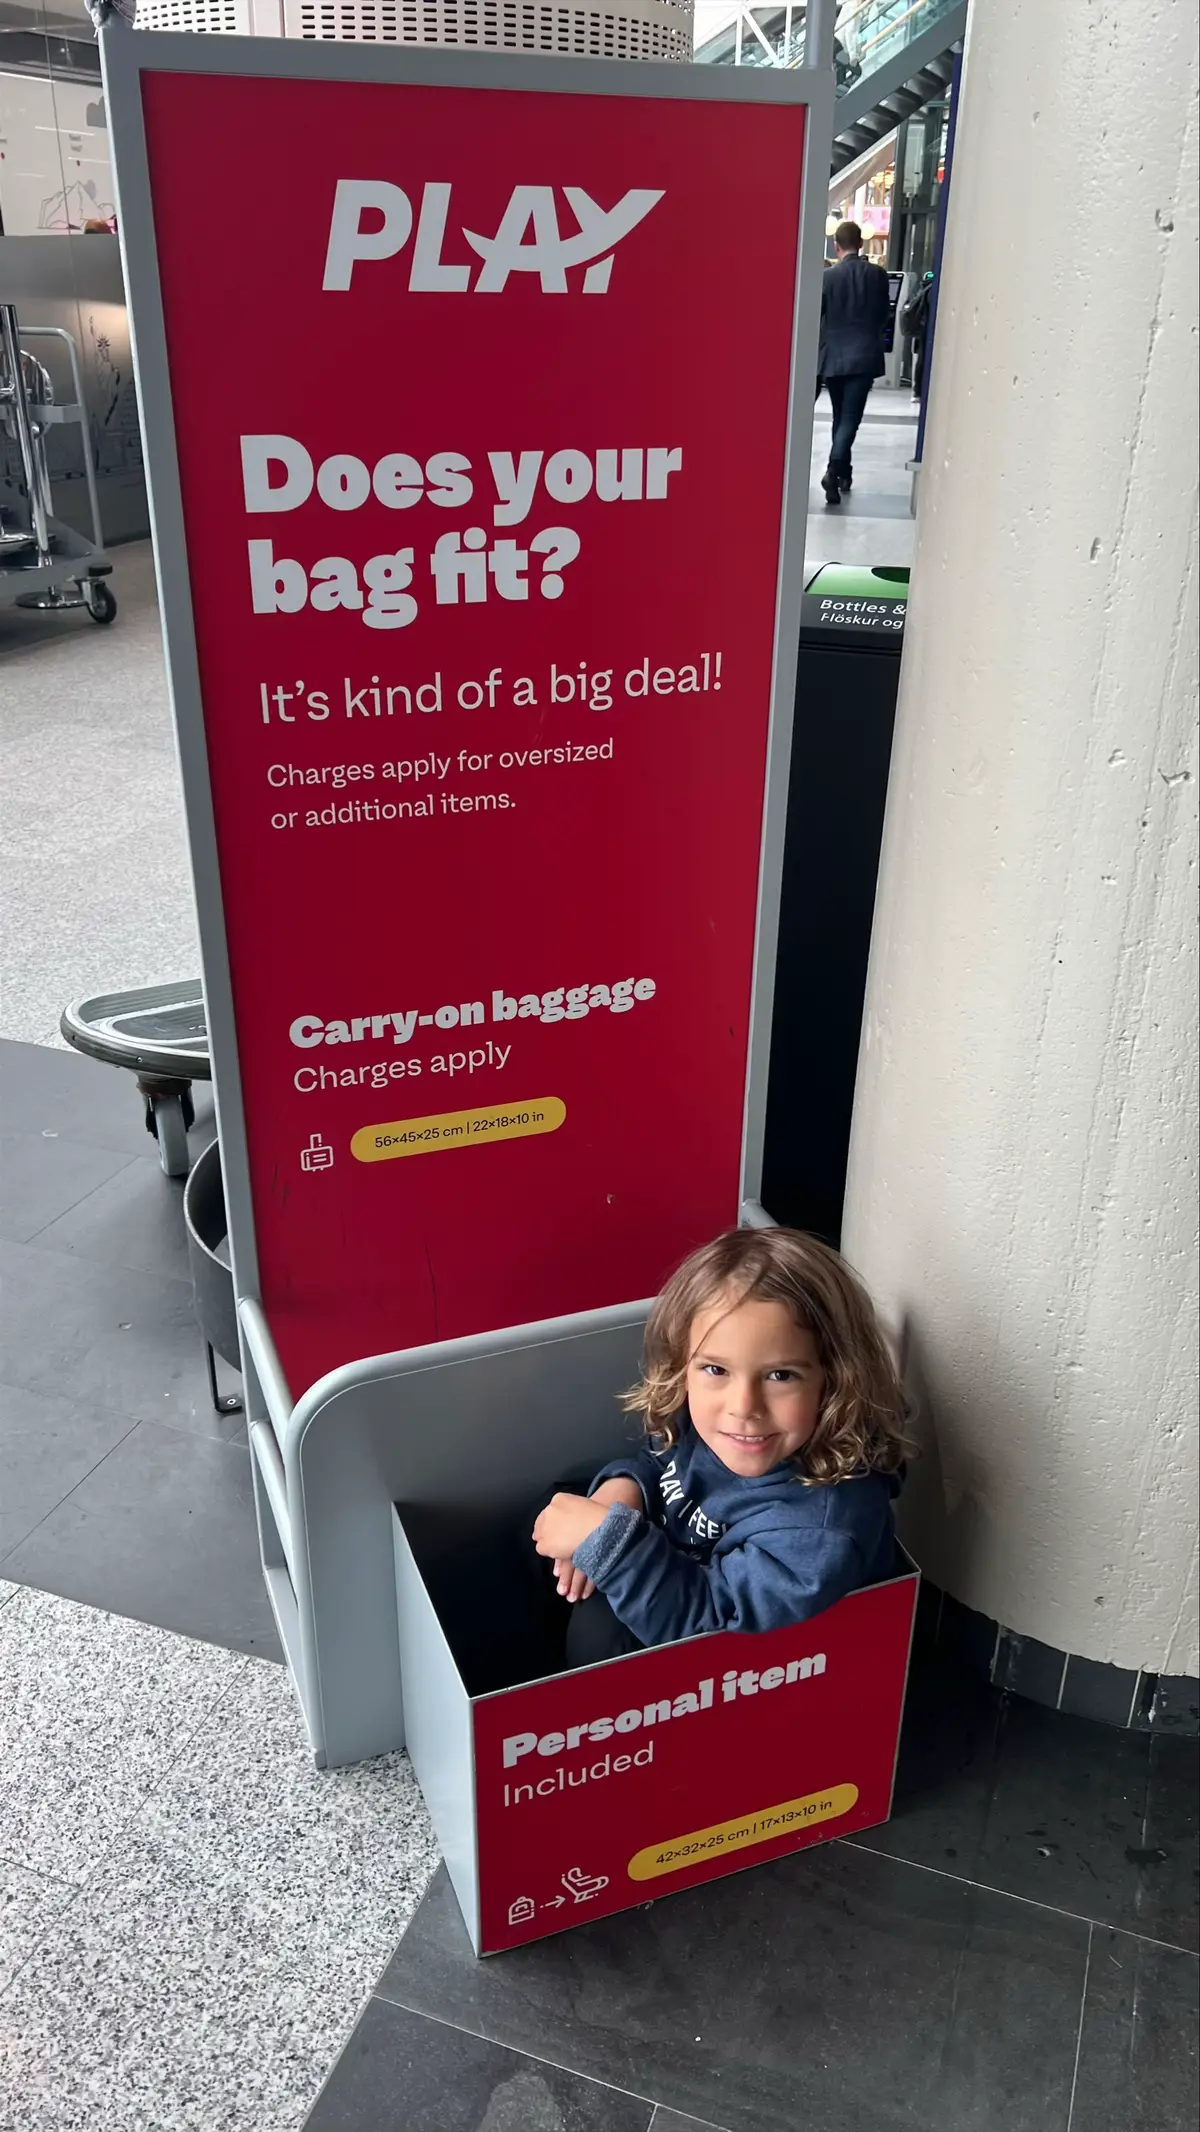 PLAY
Does your
bag fit?
It's kind of a big deal!
Charges apply for oversized
or additional items.
Carry-on baggage
Charges apply
56×45×25 cm | 22×18×10 in
Bottles &
Flöskur og
DAY I FEEL
Personal item
Included
42×32×25 cm | 17×13×10 in